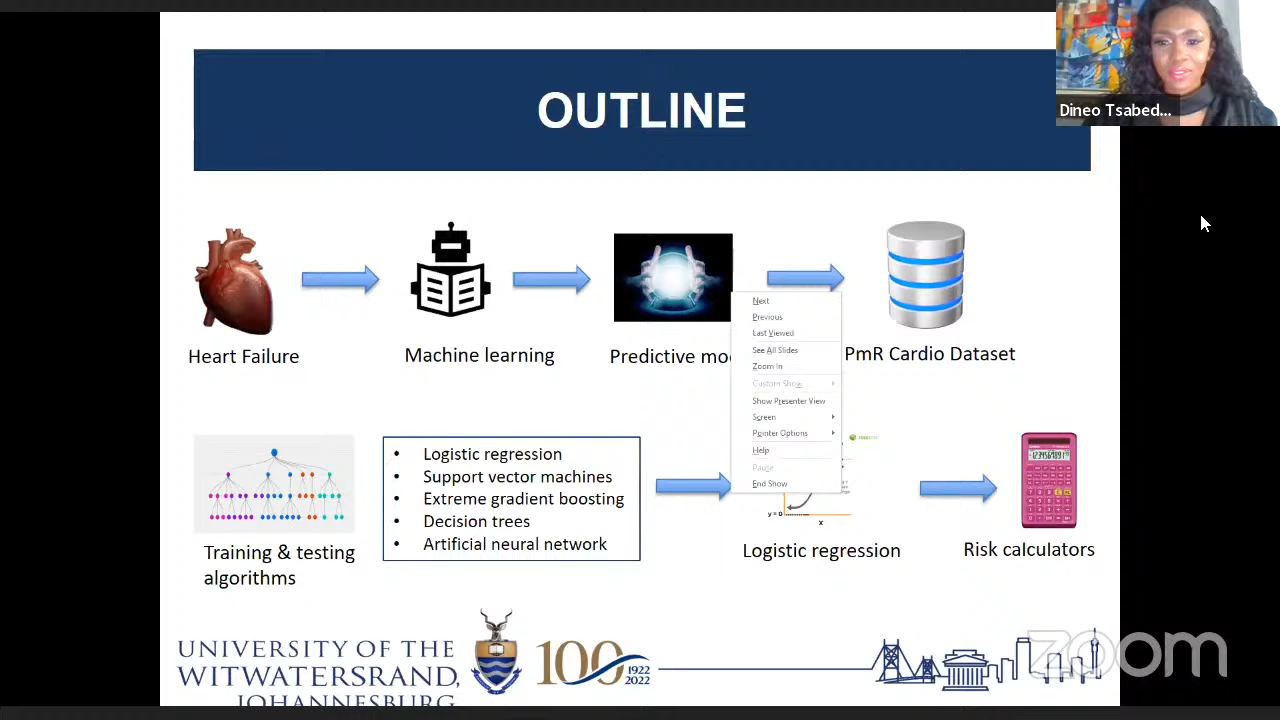 OUTLINE
Dineo Tsabed...
Heart Failure
Machine learning
Predictive mo
PmR Cardio Dataset
Next
Previous
Last Viewed
See All Slides
Zoom In
Custom Show
Show Presenter View
Screen
Pointer Options
Help
Pause
End Show
Training & testing
algorithms
• Logistic regression
• Support vector machines
• Extreme gradient boosting
• Decision trees
• Artificial neural network
y = 0
x
Logistic regression
Risk calculators
UNIVERSITY OF THE
WITWATERSRAND,
JOHANNESBURG
100
1922
2022
zoom